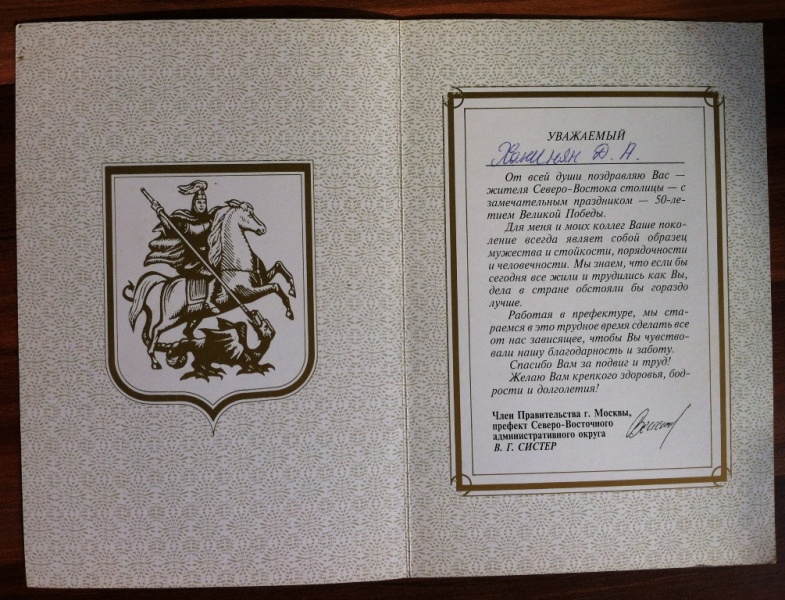 УВАЖАЕМЫЙ
Д. А.
От всей души поздравляю Вас —
жителя Северо-Востока столицы — с
замечательным праздником — 50-ле-
тием Великой Победы.
Для меня и моих коллег Ваше поко-
ление всегда являет собой образец
мужества и стойкости, порядочности
и человечности. Мы знаем, что если бы
сегодня все жили и трудились как Вы,
дела в стране обстояли бы гораздо
лучше.
Работая в префектуре, мы ста-
раемся в это трудное время сделать все
от нас зависящее, чтобы Вы чувство-
вали нашу благодарность и заботу.
Спасибо Вам за подвиг и труд!
Желаю Вам крепкого здоровья, бод-
рости и долголетия!
Член Правительства г. Москвы,
префект Северо-Восточного
административного округа
В. Г. СИСТЕР